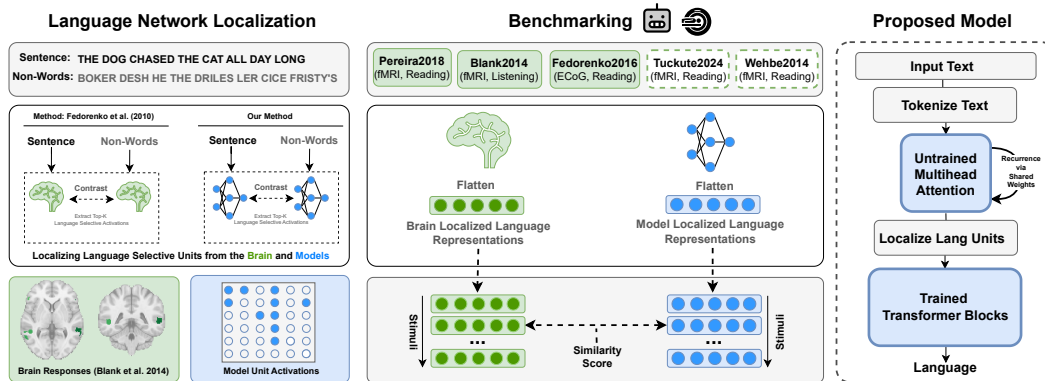 Language Network Localization
Sentence: THE DOG CHASED THE CAT ALL DAY LONG
Non-Words: BOKER DESH HE THE DRILES LER CICE FRISTY'S
Method: Fedorenko et al. (2010)
Our Method
Sentence
Non-Words
Sentence
Non-Words
Contrast
Contrast
Extract Top-K
Language Selective Activations
Extract Top-K
Language Selective Activations
Localizing Language Selective Units from the Brain and Models
Brain Responses (Blank et al. 2014)
Model Unit Activations
Benchmarking
Pereira2018
(fMRI, Reading)
Blank2014
(fMRI, Listening)
Fedorenko2016
(ECoG, Reading)
Tuckute2024
(fMRI, Reading)
Wehbe2014
(fMRI, Reading)
Flatten
Brain Localized Language
Representations
Flatten
Model Localized Language
Representations
Stimuli
...
Similarity
Score
...
Stimuli
Proposed Model
Input Text
Tokenize Text
Untrained
Multihead
Attention
Recurrence
via
Shared
Weights
Localize Lang Units
Trained
Transformer Blocks
Language